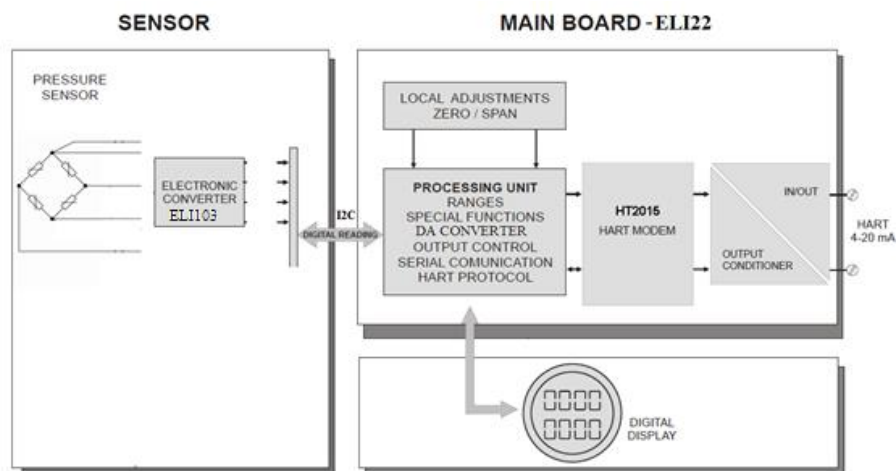 SENSOR
PRESSURE
SENSOR
ELECTRONIC
CONVERTER
ELI103
I2C
DIGITAL READING
MAIN BOARD - ELI22
LOCAL ADJUSTMENTS
ZERO / SPAN
PROCESSING UNIT
RANGES
SPECIAL FUNCTIONS
DA CONVERTER
OUTPUT CONTROL
SERIAL COMUNICATION
HART PROTOCOL
HT2015
HART MODEM
IN/OUT
OUTPUT
CONDITIONER
HART
4-20 mA
DIGITAL
DISPLAY